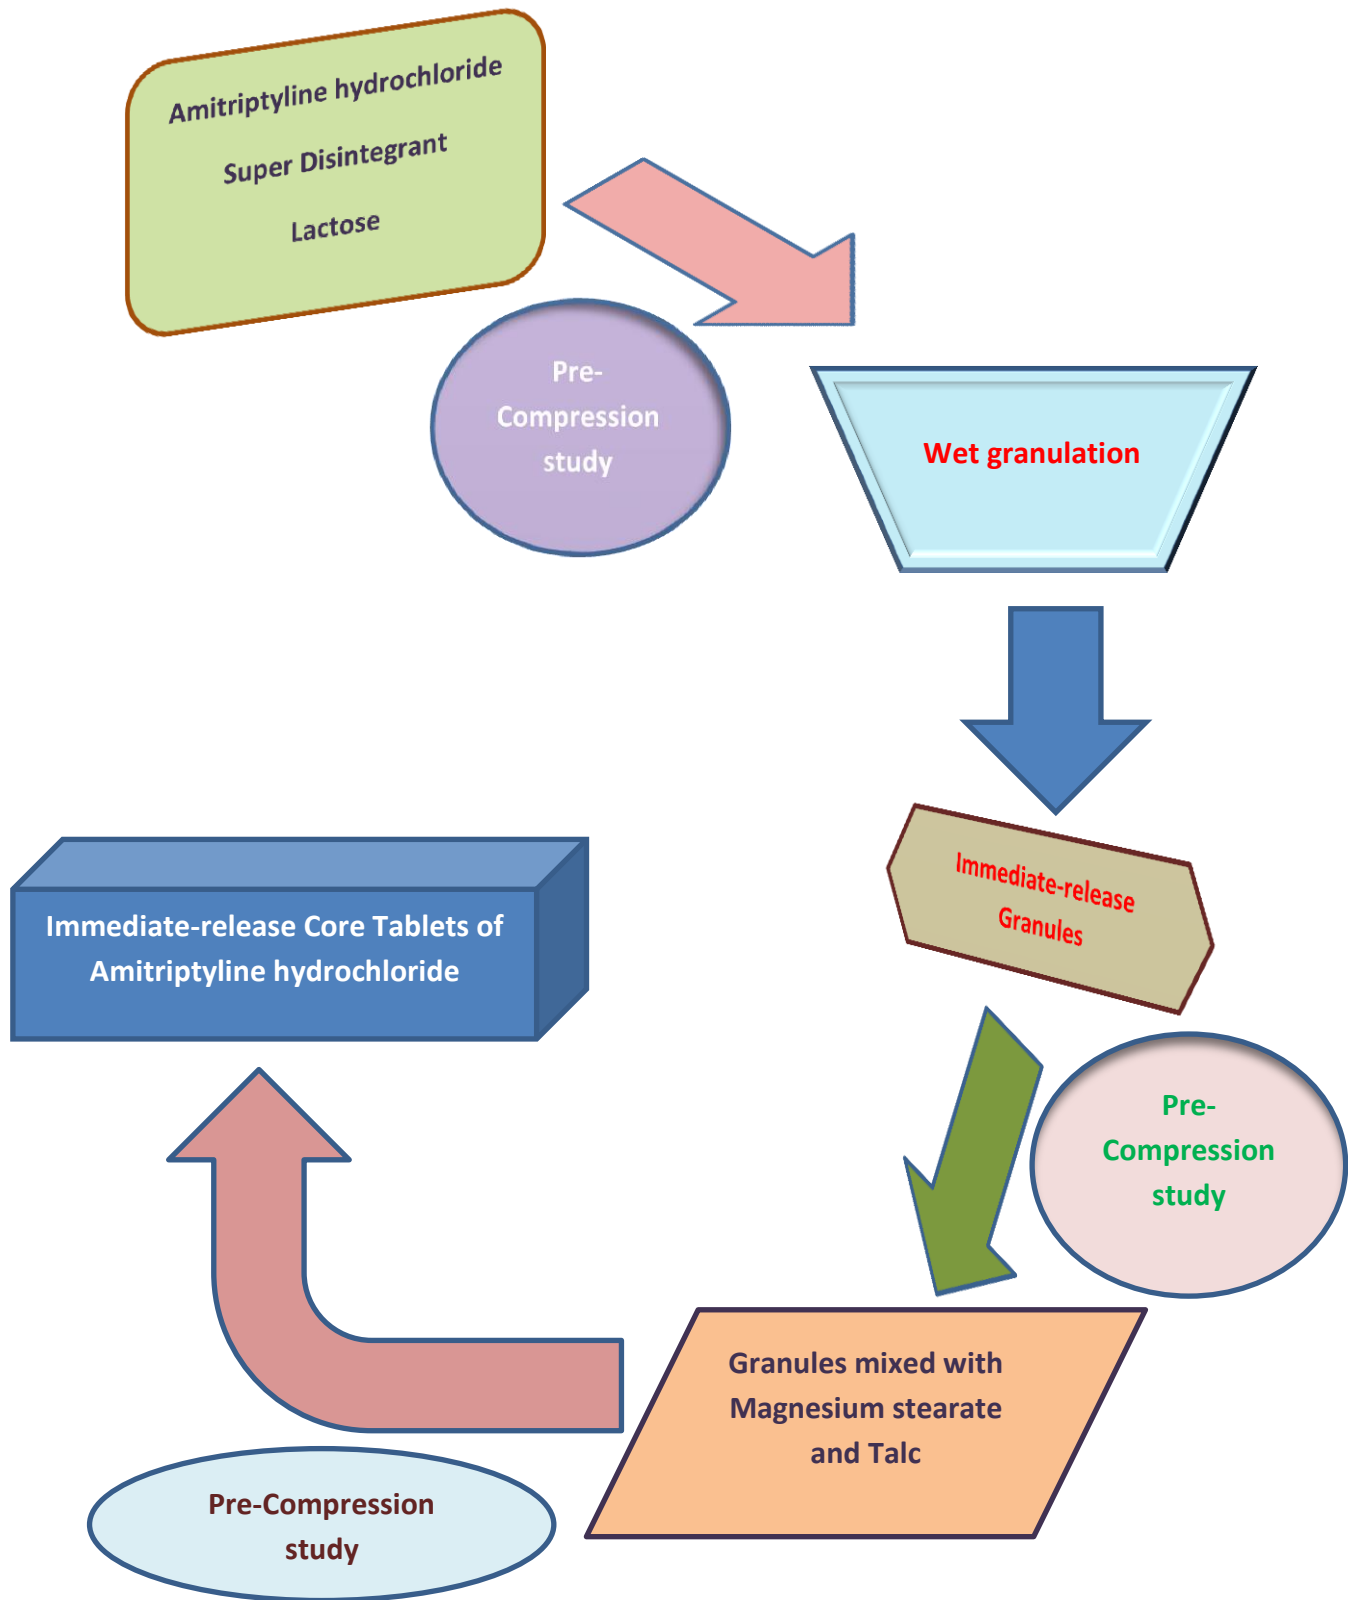 Amitriptyline hydrochloride
Super Disintegrant
Lactose
Pre-
Compression
study
Wet granulation
Immediate-release
Granules
Pre-
Compression
study
Granules mixed with
Magnesium stearate
and Talc
Pre-Compression
study
Immediate-release Core Tablets of
Amitriptyline hydrochloride